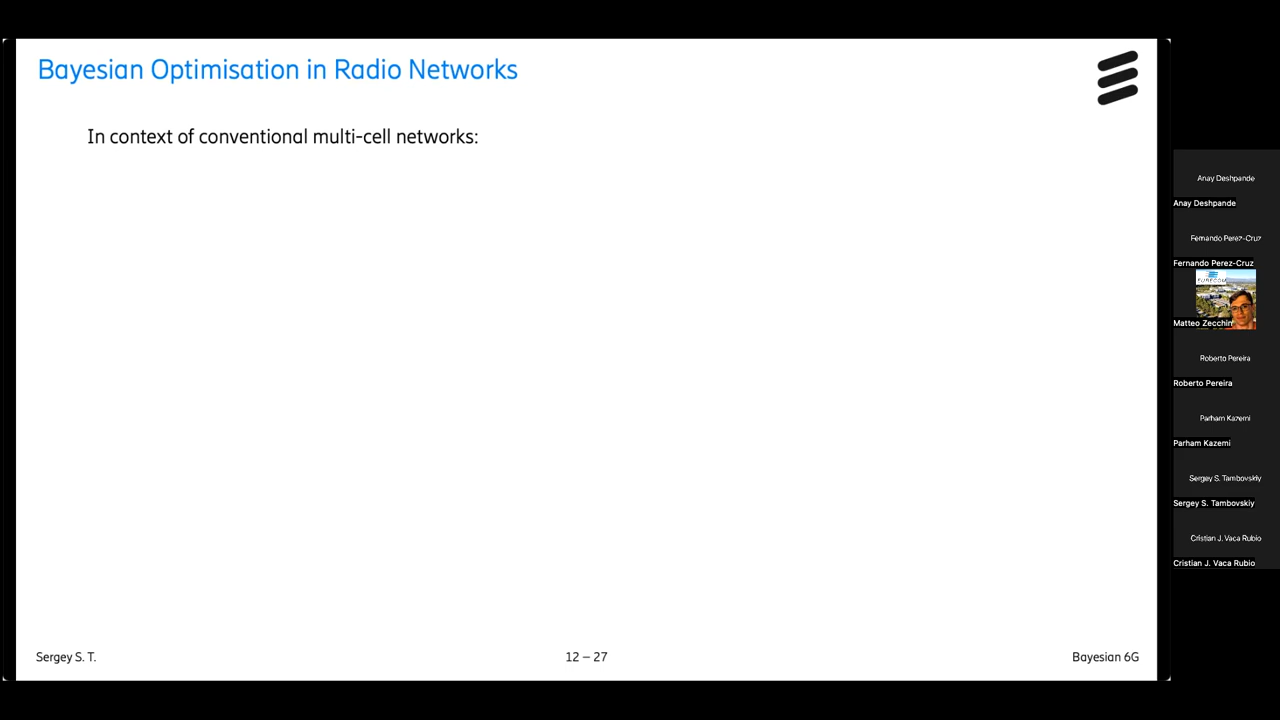 Bayesian Optimisation in Radio Networks
In context of conventional multi-cell networks:
Sergey S. T.
12 – 27
Bayesian 6G
Anay Deshpande
Anay Deshpande
Fernando Perez-Cruz
Fernando Perez-Cruz
EURECOM
Matteo Zecchin
Roberto Pereira
Roberto Pereira
Parham Kazemi
Parham Kazemi
Sergey S. Tambovskiy
Sergey S. Tambovskiy
Cristian J. Vaca Rubio
Cristian J. Vaca Rubio